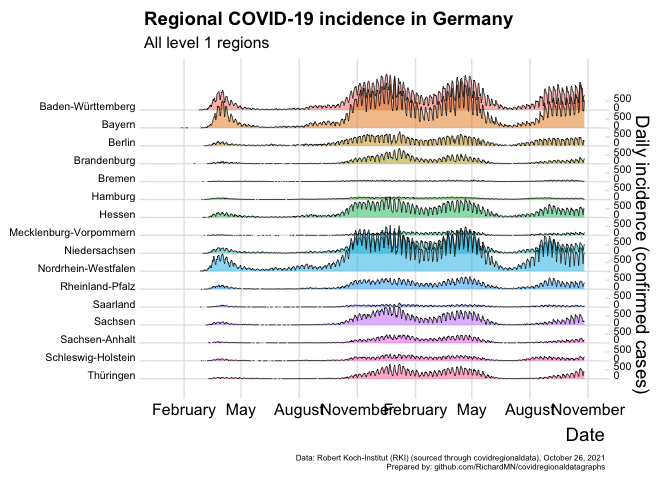 Regional COVID-19 incidence in Germany
All level 1 regions
Baden-Württemberg
Bayern
Berlin
Brandenburg
Bremen
Hamburg
Hessen
Mecklenburg-Vorpommern
Niedersachsen
Nordrhein-Westfalen
Rheinland-Pfalz
Saarland
Sachsen
Sachsen-Anhalt
Schleswig-Holstein
Thüringen
500
0
500
0
500
0
500
0
500
0
500
0
500
0
500
0
500
0
500
0
500
0
500
0
500
0
500
0
500
0
500
0
Daily incidence (confirmed cases)
February May August November February May August November
Date
Data: Robert Koch-Institut (RKI) (sourced through covidregionaldata), October 26, 2021
Prepared by: github.com/RichardMN/covidregionaldatagraphs